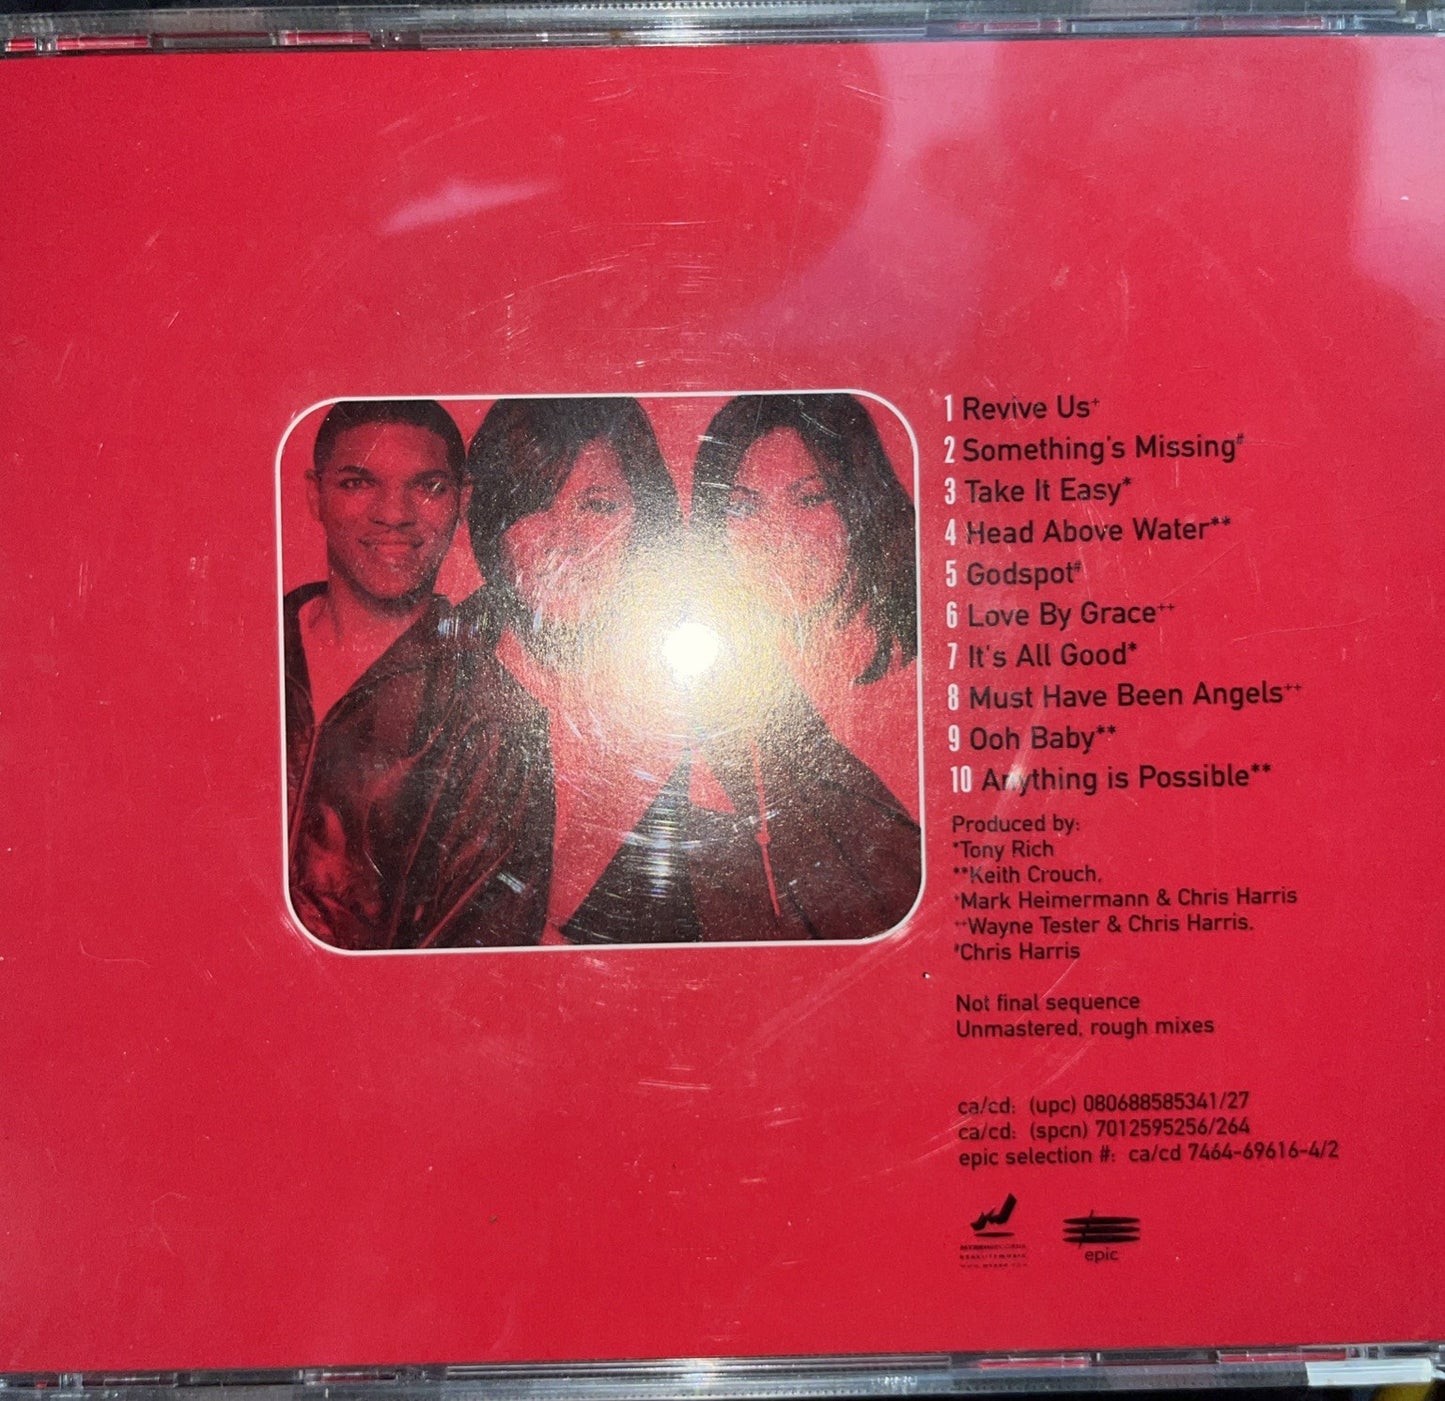 1 Revive Us+
2 Something's Missing#
3 Take It Easy*
4 Head Above Water**
5 Godspot#
6 Love By Grace++
7 It's All Good*
8 Must Have Been Angels++
9 Ooh Baby**
10 Anything is Possible**
Produced by:
*Tony Rich
**Keith Crouch,
+Mark Heimermann & Chris Harris
++Wayne Tester & Chris Harris.
#Chris Harris
Not final sequence
Unmastered, rough mixes
ca/cd: (upc) 080688585341/27
ca/cd: (spcn) 7012595256/264
epic selection #: ca/cd 7464-69616-4/2
epic